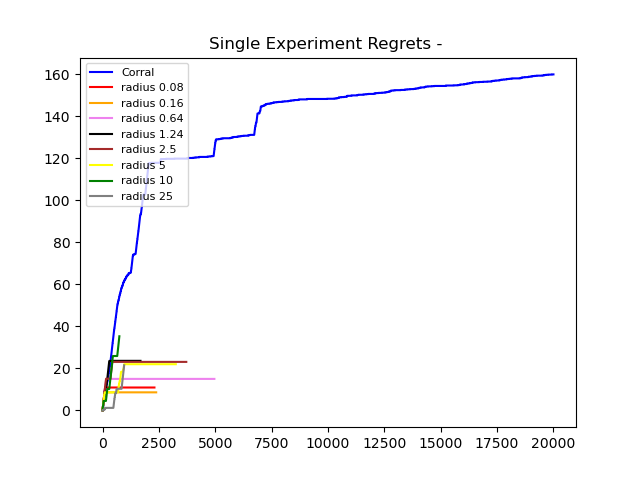 Single Experiment Regrets -
160
140
120
100
80
60
40
20
0
Corral
radius 0.08
radius 0.16
radius 0.64
radius 1.24
radius 2.5
radius 5
radius 10
radius 25
0 2500 5000 7500 10000 12500 15000 17500 20000